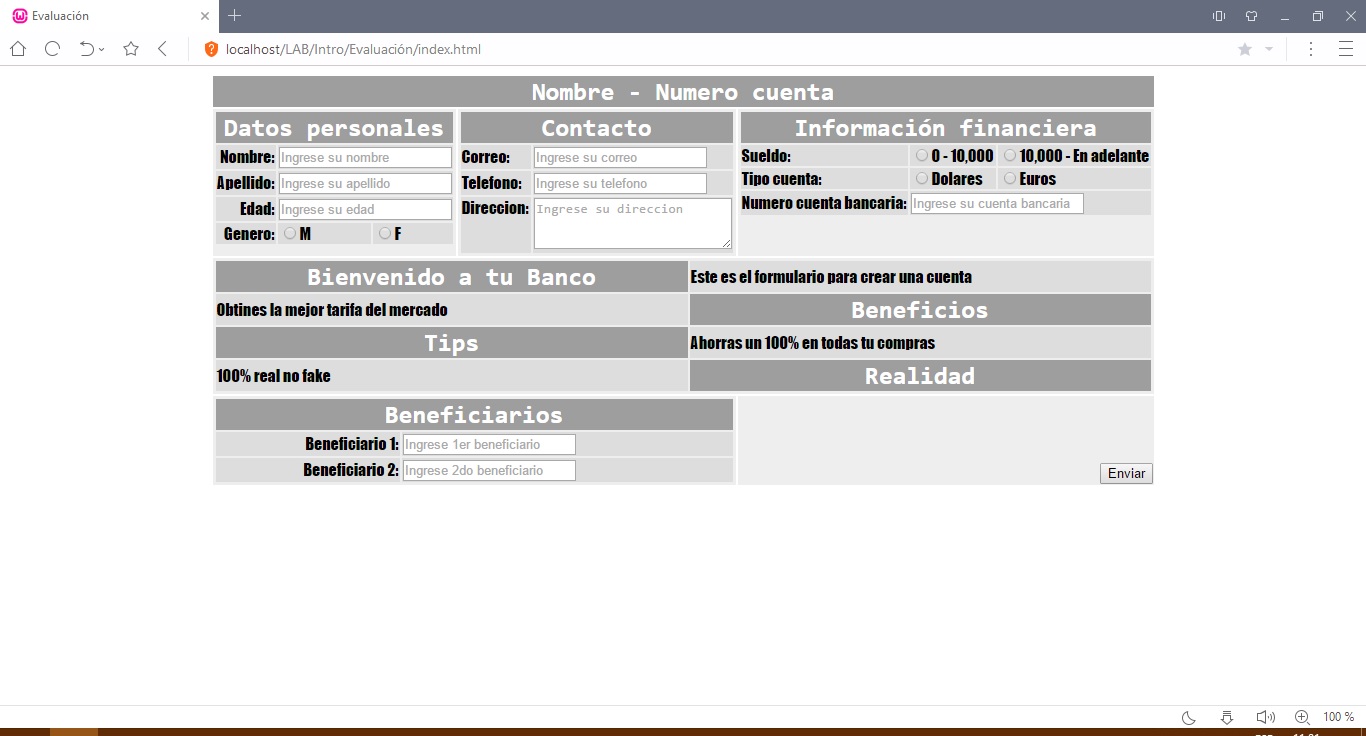 Evaluación
localhost/LAB/Intro/Evaluación/index.html
Nombre - Numero cuenta
Datos personales
Nombre: Ingrese su nombre
Apellido: Ingrese su apellido
Edad: Ingrese su edad
Genero: M F
Contacto
Correo: Ingrese su correo
Telefono: Ingrese su telefono
Direccion: Ingrese su direccion
Información financiera
Sueldo: 0 - 10,000 10,000 - En adelante
Tipo cuenta: Dolares Euros
Numero cuenta bancaria: Ingrese su cuenta bancaria
Bienvenido a tu Banco Este es el formulario para crear una cuenta
Obtines la mejor tarifa del mercado Beneficios
Tips Ahorras un 100% en todas tu compras
100% real no fake Realidad
Beneficiarios
Beneficiario 1: Ingrese 1er beneficiario
Beneficiario 2: Ingrese 2do beneficiario
Enviar
100 %